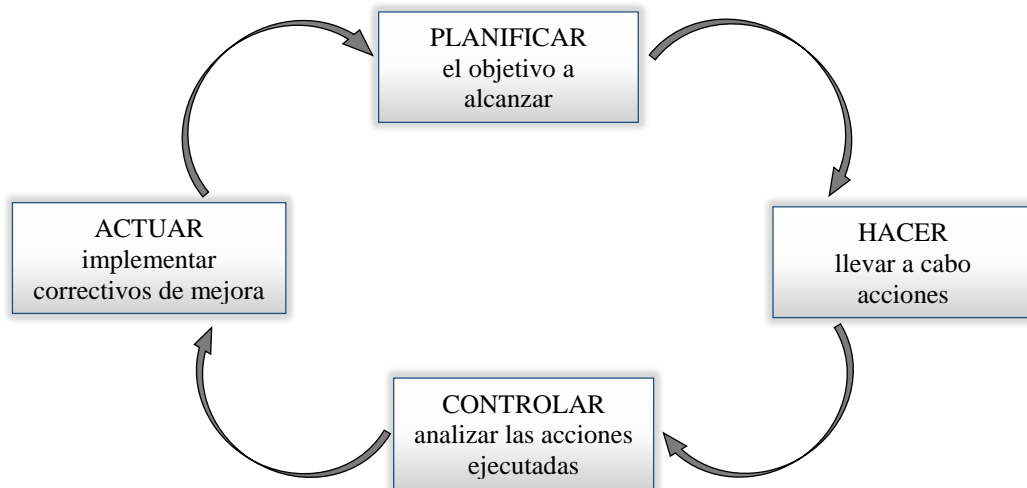 PLANIFICAR
el objetivo a
alcanzar
HACER
llevar a cabo
acciones
CONTROLAR
analizar las acciones
ejecutadas
ACTUAR
implementar
correctivos de mejora